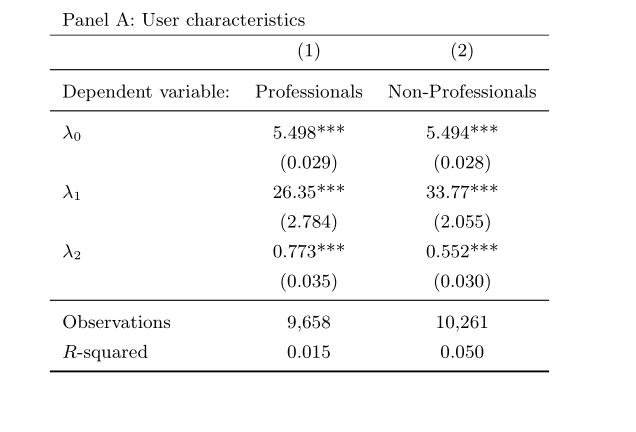 Panel A: User characteristics
(1) (2)
Dependent variable: Professionals Non-Professionals
λ₀ 5.498*** 5.494***
(0.029) (0.028)
λ₁ 26.35*** 33.77***
(2.784) (2.055)
λ₂ 0.773*** 0.552***
(0.035) (0.030)
Observations 9,658 10,261
R-squared 0.015 0.050